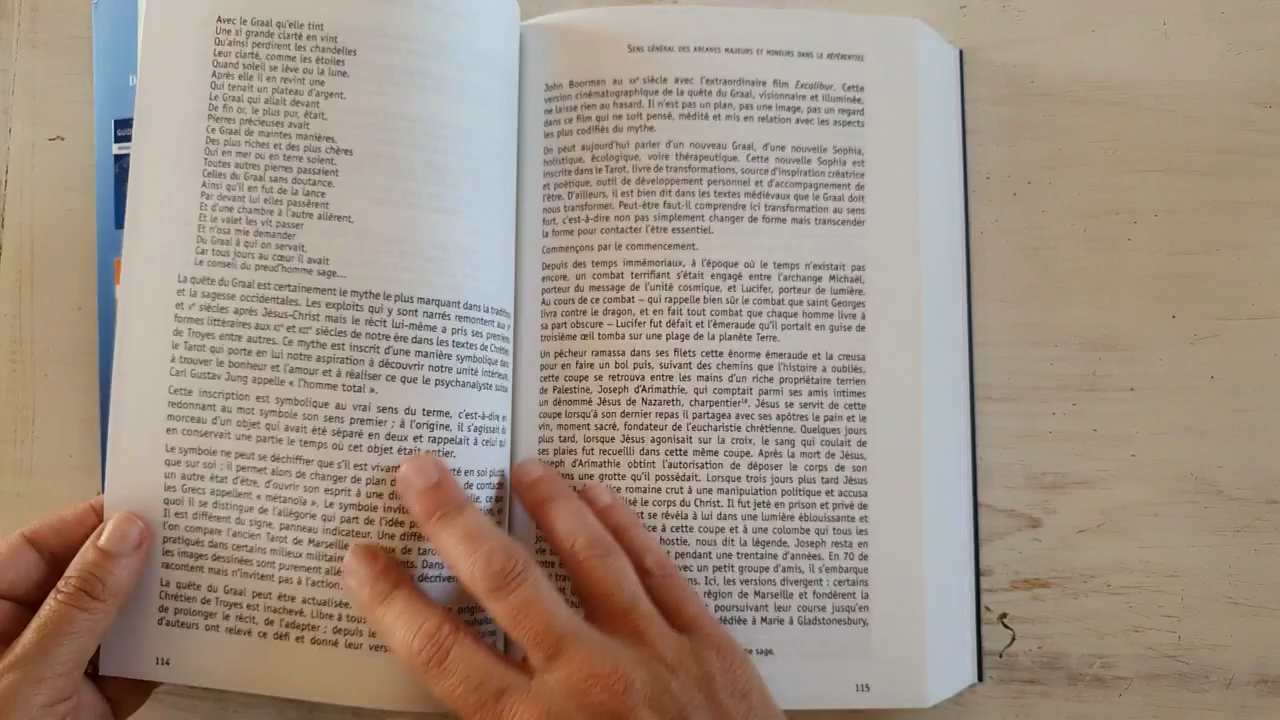 Avec le Graal qu'elle tint
Une si grande clarté en vint
Qu'ainsi perdirent les chandelles
Leur clarté, comme les étoiles
Quand soleil se lève ou la lune.
Après elle il en revint une
Qui tenait un plateau d'argent.
Le Graal qui allait devant
De fin or, le plus pur, était,
Pierres précieuses avait
Ce Graal de maintes manières,
Des plus riches et des plus chères
Qui en mer ou en terre soient.
Toutes autres pierres passaient
Celles du Graal sans doutance.
Ainsi qu'il en fut de la lance
Par devant lui elles passèrent
Et d'une chambre à l'autre allèrent,
Et le valet les vit passer
Et n'osa mie demander
Du Graal à qui on servait,
Car tous jours au cœur il avait
Le conseil du preud'homme sage...
La quête du Graal est certainement le mythe le plus marquant dans la tradition
et la sagesse occidentales. Les exploits qui y sont narrés remontent aux
et Ve siècles après Jésus-Christ mais le récit lui-même a pris ses premières
formes littéraires aux XIe et XIIe siècles de notre ère dans les textes de Chrétien
de Troyes entre autres. Ce mythe est inscrit d'une manière symbolique dans
le Tarot qui porte en lui notre aspiration à découvrir notre unité intérieure,
à trouver le bonheur et l'amour et à réaliser ce que le psychanalyste suisse
Carl Gustav Jung appelle « l'homme total ».
Cette inscription est symbolique au vrai sens du terme, c'est-à-dire en
redonnant au mot symbole son sens premier ; à l'origine, il s'agissait du
morceau d'un objet qui avait été séparé en deux et rappelait à celui qui
en conservait une partie le temps où cet objet était entier.
Le symbole ne peut se déchiffrer que s'il est vivant en soi plutôt
que sur soi ; il permet alors de changer de plan de contacter
un autre état d'être, d'ouvrir son esprit à une ce que
les Grecs appellent « métanoïa ». Le symbole
quoi il se distingue de l'allégorie qui part de l'idée
Il est différent du signe, panneau indicateur. Une
l'on compare l'ancien Tarot de Marseille de
pratiqués dans certains milieux Dans
les images dessinées sont purement
racontent mais n'invitent pas à l'action.
La quête du Graal peut être actualisée.
Chrétien de Troyes est inachevé. Libre à
de prolonger le récit, de l'adapter ; depuis le
d'auteurs ont relevé ce défi et donné leur
114
SENS GÉNÉRAL DES ARCANES MAJEURS ET MINEURS DANS LE RÉFÉRENTIEL
John Boorman au XXe siècle avec l'extraordinaire film Excalibur. Cette
version cinématographique de la quête du Graal, visionnaire et illuminée,
ne laisse rien au hasard. Il n'est pas un plan, pas une image, pas un regard
dans ce film qui ne soit pensé, médité et mis en relation avec les aspects
les plus codifiés du mythe.
On peut aujourd'hui parler d'un nouveau Graal, d'une nouvelle Sophia,
holistique, écologique, voire thérapeutique. Cette nouvelle Sophia est
inscrite dans le Tarot, livre de transformations, source d'inspiration créatrice
et poétique, outil de développement personnel et d'accompagnement de
l'être. D'ailleurs, il est bien dit dans les textes médiévaux que le Graal doit
nous transformer. Peut-être faut-il comprendre ici transformation au sens
fort, c'est-à-dire non pas simplement changer de forme mais transcender
la forme pour contacter l'être essentiel.
Commençons par le commencement.
Depuis des temps immémoriaux, à l'époque où le temps n'existait pas
encore, un combat terrifiant s'était engagé entre l'archange Michaël,
porteur du message de l'unité cosmique, et Lucifer, porteur de lumière.
Au cours de ce combat – qui rappelle bien sûr le combat que saint Georges
livra contre le dragon, et en fait tout combat que chaque homme livre à
sa part obscure – Lucifer fut défait et l'émeraude qu'il portait en guise de
troisième œil tomba sur une plage de la planète Terre.
Un pêcheur ramassa dans ses filets cette énorme émeraude et la creusa
pour en faire un bol puis, suivant des chemins que l'histoire a oubliés,
cette coupe se retrouva entre les mains d'un riche propriétaire terrien
de Palestine, Joseph d'Arimathie, qui comptait parmi ses amis intimes
un dénommé Jésus de Nazareth, charpentier. Jésus se servit de cette
coupe lorsqu'à son dernier repas il partagea avec ses apôtres le pain et le
vin, moment sacré, fondateur de l'eucharistie chrétienne. Quelques jours
plus tard, lorsque Jésus agonisait sur la croix, le sang qui coulait de
ses plaies fut recueilli dans cette même coupe. Après la mort de Jésus,
Joseph d'Arimathie obtint l'autorisation de déposer le corps de son
dans une grotte qu'il possédait. Lorsque trois jours plus tard Jésus
romaine crut à une manipulation politique et accusa
le corps du Christ. Il fut jeté en prison et privé de
se révéla à lui dans une lumière éblouissante et
à cette coupe et à une colombe qui tous les
hostie, nous dit la légende, Joseph resta en
pendant une trentaine d'années. En 70 de
avec un petit groupe d'amis, il s'embarque
Ici, les versions divergent : certains
région de Marseille et fondèrent la
poursuivant leur course jusqu'en
dédiée à Marie à Gladstonesbury,
sage.
115